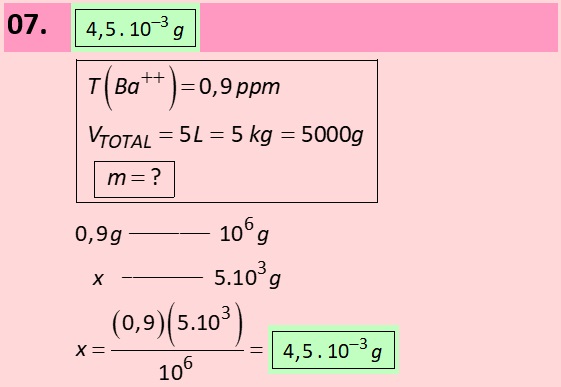 07. 4,5 . 10⁻³ g
T(Ba⁺⁺) = 0,9 ppm
V_TOTAL = 5L = 5 kg = 5000g
m = ?
0,9 g ——— 10⁶ g
x ——— 5.10³ g
x = (0,9)(5.10³) / 10⁶ = 4,5 . 10⁻³ g